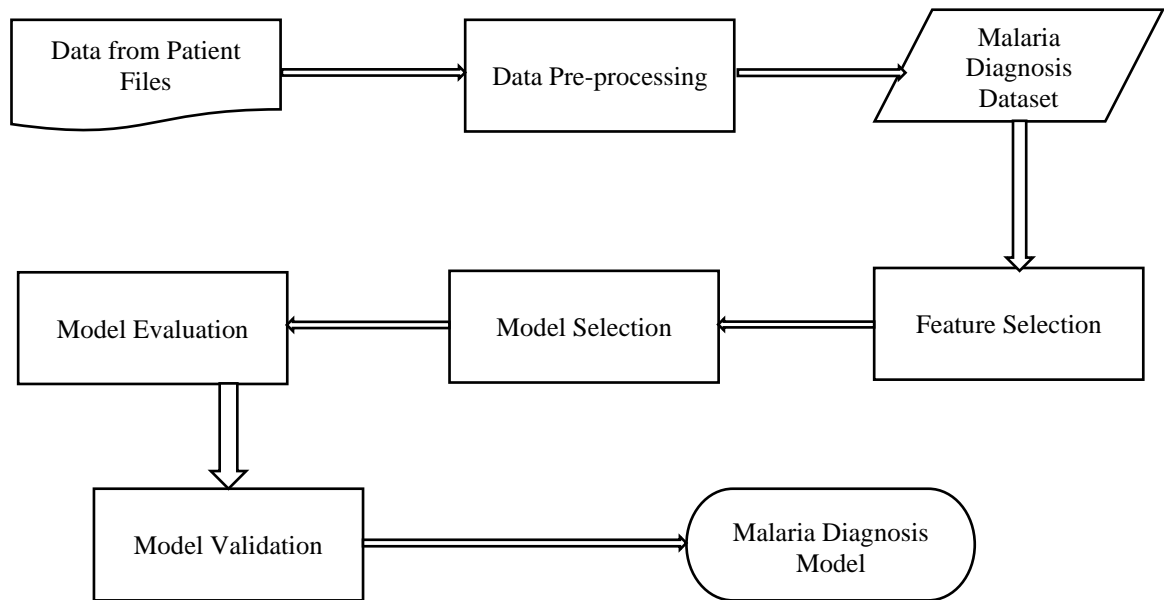 Data from Patient
Files
Data Pre-processing
Malaria
Diagnosis
Dataset
Feature Selection
Model Selection
Model Evaluation
Model Validation
Malaria Diagnosis
Model